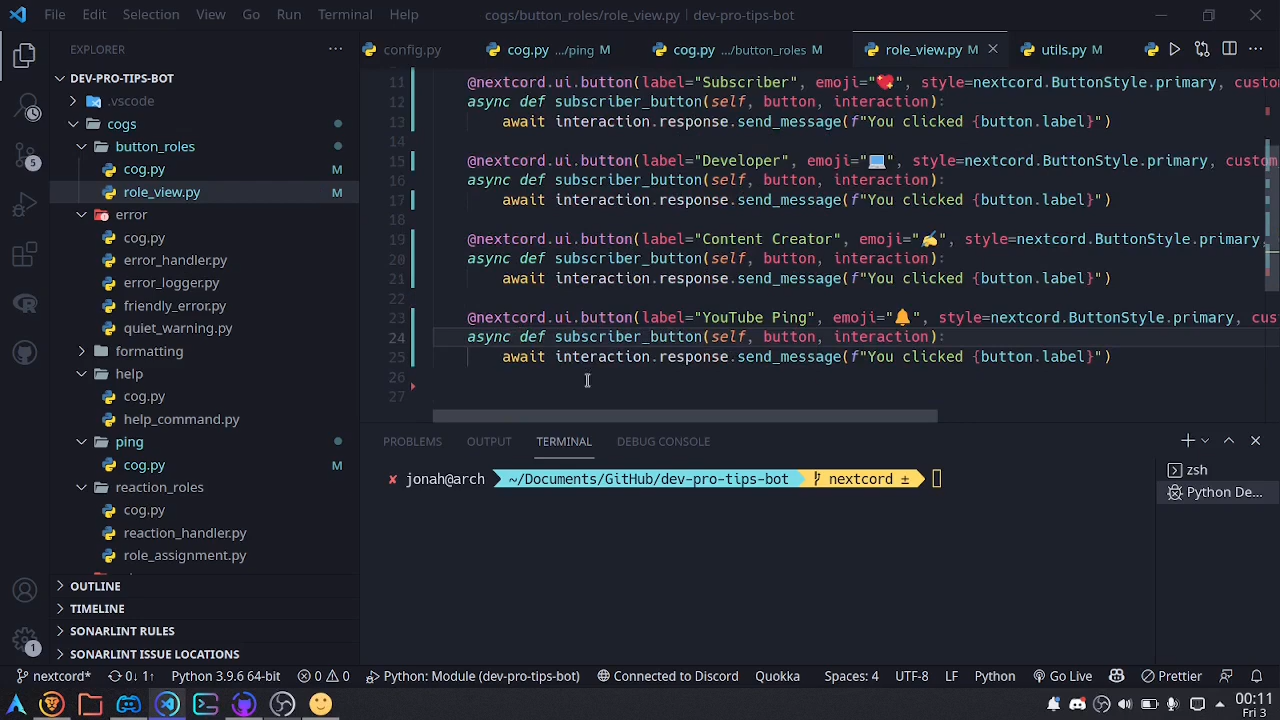 File Edit Selection View Go Run Terminal Help cogs/button_roles/role_view.py • dev-pro-tips-bot
EXPLORER
config.py cog.py .../ping M cog.py .../button_roles M role_view.py M utils.py M
DEV-PRO-TIPS-BOT
.vscode
cogs
button_roles
cog.py M
role_view.py M
error
cog.py
error_handler.py
error_logger.py
friendly_error.py
quiet_warning.py
formatting
help
cog.py
help_command.py
ping
cog.py M
reaction_roles
cog.py
reaction_handler.py
role_assignment.py
OUTLINE
TIMELINE
SONARLINT RULES
SONARLINT ISSUE LOCATIONS
5
1
11 @nextcord.ui.button(label="Subscriber", emoji="💖", style=nextcord.ButtonStyle.primary, custo
12 async def subscriber_button(self, button, interaction):
13 await interaction.response.send_message(f"You clicked {button.label}")
14
15 @nextcord.ui.button(label="Developer", emoji="💻", style=nextcord.ButtonStyle.primary, custom
16 async def subscriber_button(self, button, interaction):
17 await interaction.response.send_message(f"You clicked {button.label}")
18
19 @nextcord.ui.button(label="Content Creator", emoji="✍", style=nextcord.ButtonStyle.primary,
20 async def subscriber_button(self, button, interaction):
21 await interaction.response.send_message(f"You clicked {button.label}")
22
23 @nextcord.ui.button(label="YouTube Ping", emoji="🔔", style=nextcord.ButtonStyle.primary, cus
24 async def subscriber_button(self, button, interaction):
25 await interaction.response.send_message(f"You clicked {button.label}")
26
27
PROBLEMS OUTPUT TERMINAL DEBUG CONSOLE
✘ jonah@arch ~/Documents/GitHub/dev-pro-tips-bot nextcord ±
zsh
Python De...
nextcord* 0↓ 1↑ Python 3.9.6 64-bit 0 0 Python: Module (dev-pro-tips-bot) Connected to Discord Quokka Spaces: 4 UTF-8 LF Python Go Live Prettier
00:11
Fri 3